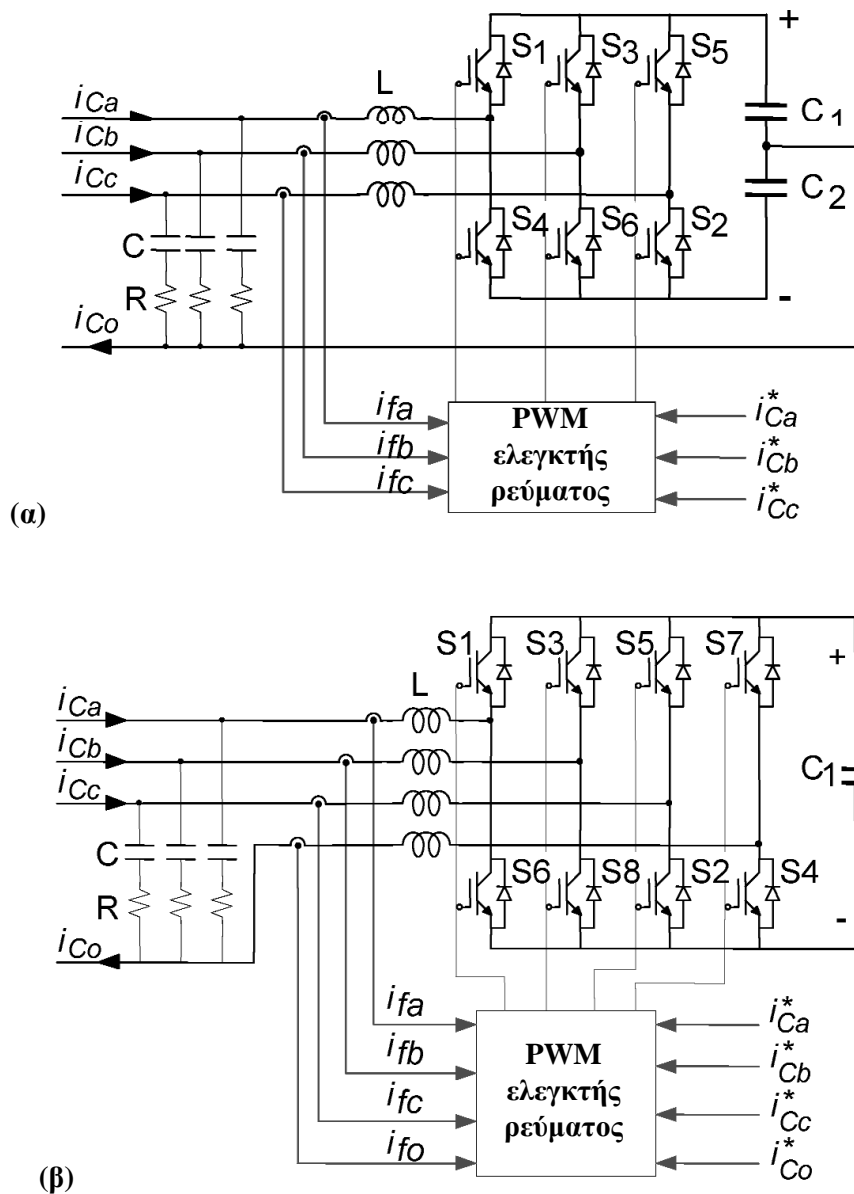 S1 S3 S5 +
L
iCa
iCb
iCc
C1
C2
S4 S6 S2
C
R
-
iCo
ifa
ifb
ifc
PWM
ελεγκτής
ρεύματος
i*Ca
i*Cb
i*Cc
(α)
S1 S3 S5 S7
+
L
iCa
iCb
iCc
C1
C
R
S6 S8 S2 S4
-
iCo
ifa
ifb
ifc
ifo
PWM
ελεγκτής
ρεύματος
i*Ca
i*Cb
i*Cc
i*Co
(β)